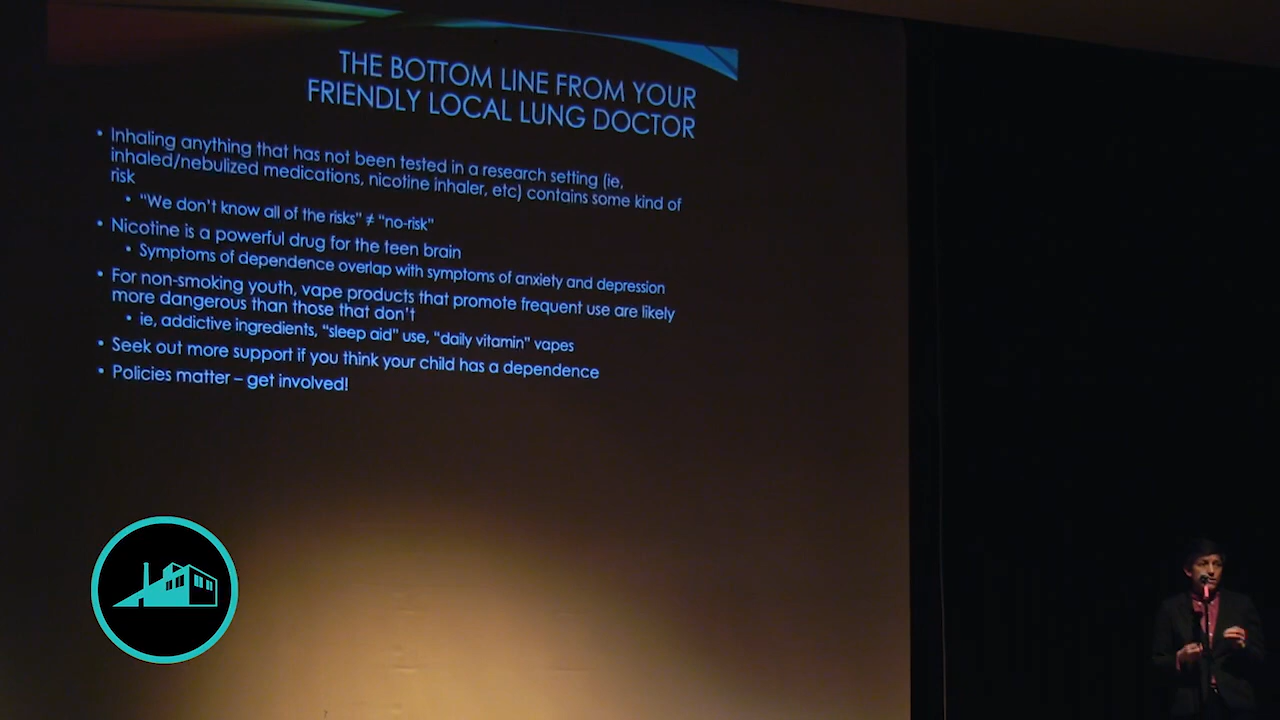 THE BOTTOM LINE FROM YOUR
FRIENDLY LOCAL LUNG DOCTOR
• Inhaling anything that has not been tested in a research setting (ie,
inhaled/nebulized medications, nicotine inhaler, etc) contains some kind of
risk
• “We don’t know all of the risks” ≠ “no-risk”
• Nicotine is a powerful drug for the teen brain
• Symptoms of dependence overlap with symptoms of anxiety and depression
• For non-smoking youth, vape products that promote frequent use are likely
more dangerous than those that don’t
• ie, addictive ingredients, “sleep aid” use, “daily vitamin” vapes
• Seek out more support if you think your child has a dependence
• Policies matter – get involved!